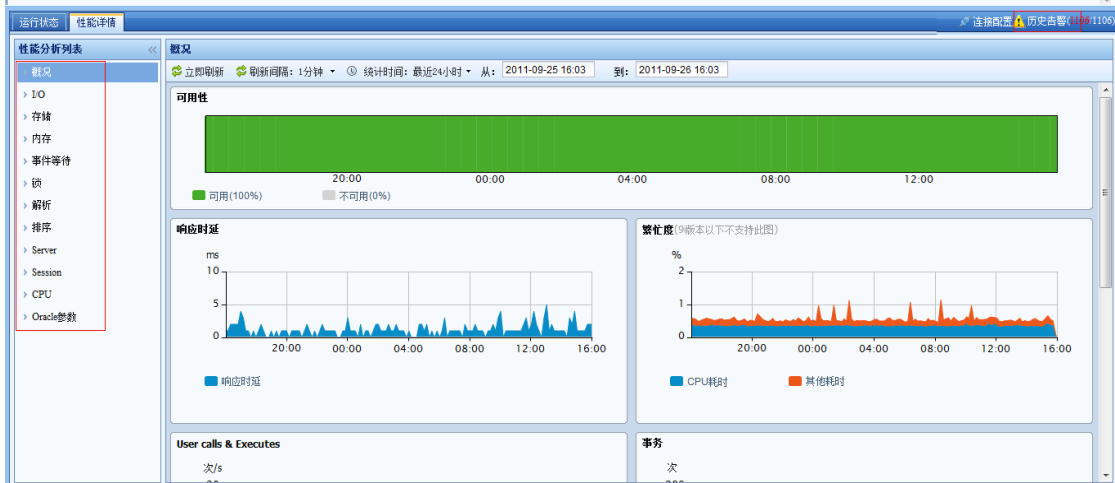 运行状态 性能详情 连接配置 历史告警(1106/1106)
性能分析列表
概况
I/O
存储
内存
事件等待
锁
解析
排序
Server
Session
CPU
Oracle参数
概况
立即刷新 刷新间隔：1分钟 统计时间：最近24小时 从： 2011-09-25 16:03 到： 2011-09-26 16:03
可用性
20:00 00:00 04:00 08:00 12:00
可用(100%) 不可用(0%)
响应时延
ms
10
5
0
20:00 00:00 04:00 08:00 12:00 16:00
响应时延
繁忙度(9版本以下不支持此图)
%
2
1
0
20:00 00:00 04:00 08:00 12:00 16:00
CPU耗时 其他耗时
User calls & Executes
次/s
事务
次